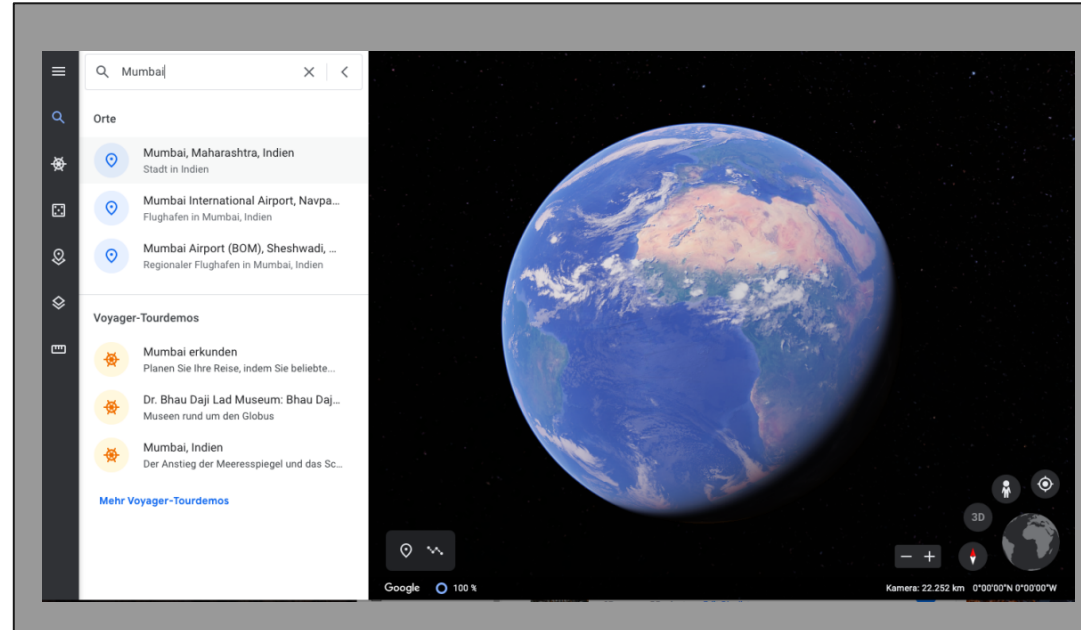 Mumbai
Orte
Mumbai, Maharashtra, Indien
Stadt in Indien
Mumbai International Airport, Navpa...
Flughafen in Mumbai, Indien
Mumbai Airport (BOM), Sheshwadi, ...
Regionaler Flughafen in Mumbai, Indien
Voyager-Tourdemos
Mumbai erkunden
Planen Sie Ihre Reise, indem Sie beliebte...
Dr. Bhau Daji Lad Museum: Bhau Daj...
Museen rund um den Globus
Mumbai, Indien
Der Anstieg der Meeresspiegel und das Sc...
Mehr Voyager-Tourdemos
3D
Google 100 %
Kamera: 22.252 km 0°00'00"N 0°00'00"W